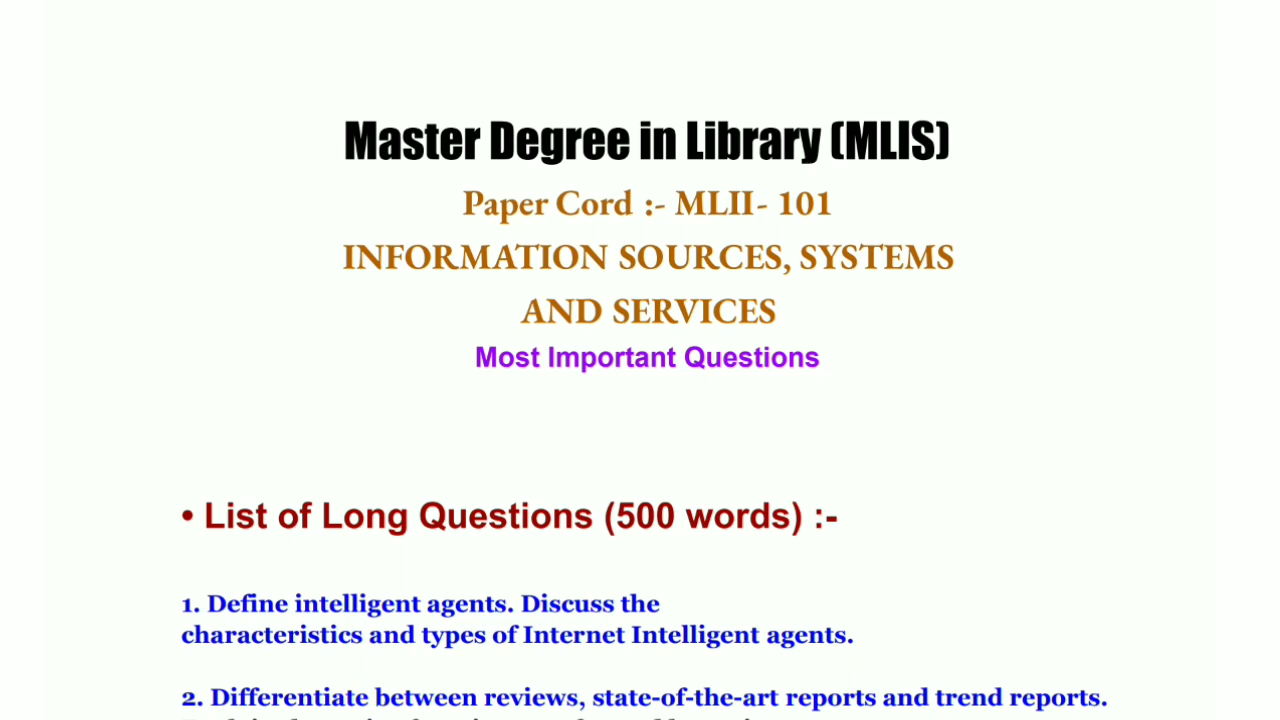 Master Degree in Library (MLIS)
Paper Cord :- MLII- 101
INFORMATION SOURCES, SYSTEMS
AND SERVICES
Most Important Questions
• List of Long Questions (500 words) :-
1. Define intelligent agents. Discuss the
characteristics and types of Internet Intelligent agents.
2. Differentiate between reviews, state-of-the-art reports and trend reports.